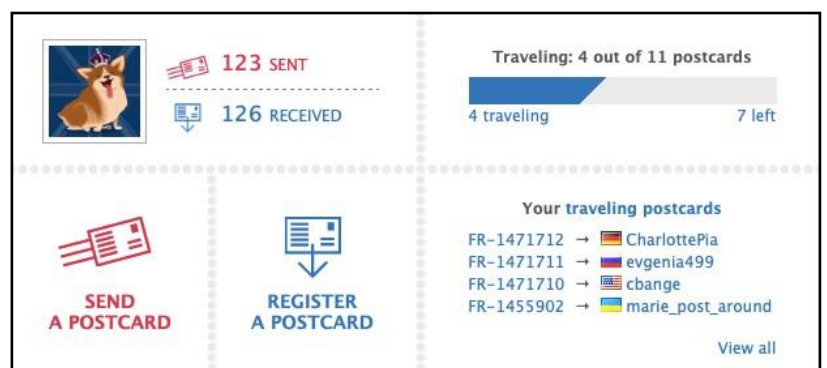 123 SENT
126 RECEIVED
Traveling: 4 out of 11 postcards
4 traveling 7 left
SEND
A POSTCARD
REGISTER
A POSTCARD
Your traveling postcards
FR-1471712 → CharlottePia
FR-1471711 → evgenia499
FR-1471710 → cbange
FR-1455902 → marie_post_around
View all